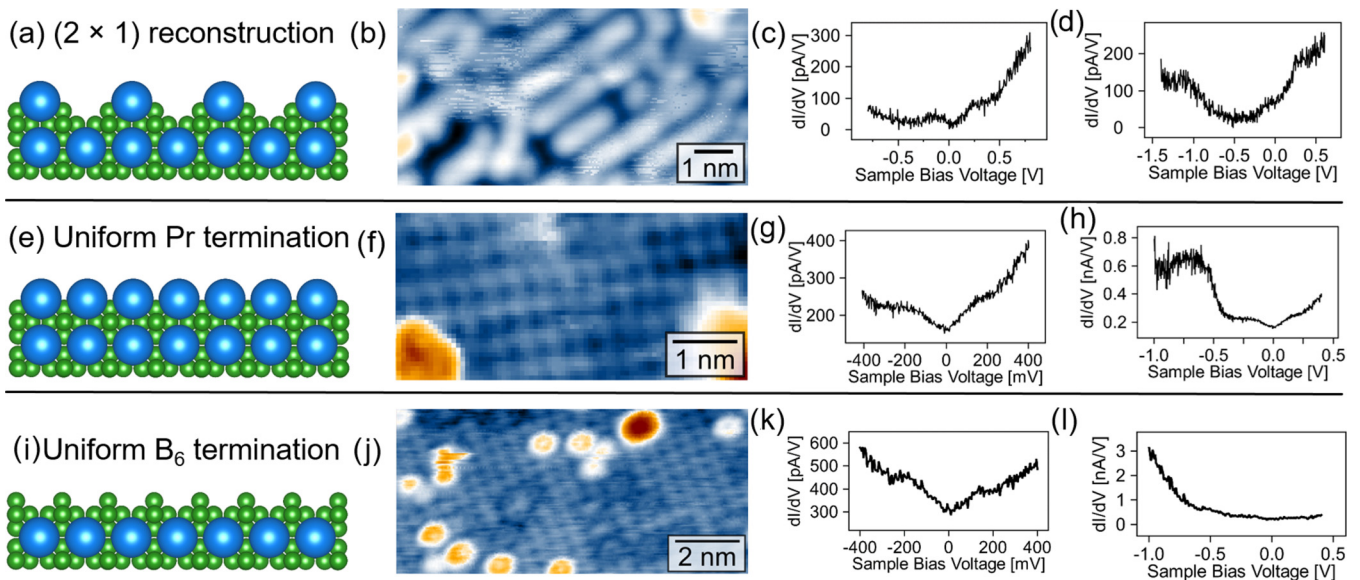 (a) (2 × 1) reconstruction
(b)
1 nm
(c)
dI/dV [pA/V]
300
200
100
0
-0.5 0.0 0.5
Sample Bias Voltage [V]
(d)
dI/dV [pA/V]
200
100
0
-1.5 -1.0 -0.5 0.0 0.5
Sample Bias Voltage [V]
(e) Uniform Pr termination
(f)
1 nm
(g)
dI/dV [pA/V]
400
300
200
-400 -200 0 200 400
Sample Bias Voltage [mV]
(h)
dI/dV [nA/V]
0.8
0.6
0.4
0.2
-1.0 -0.5 0.0
Sample Bias Voltage [V]
(i) Uniform B₆ termination
(j)
2 nm
(k)
dI/dV [pA/V]
600
500
400
300
-400 -200 0 200 400
Sample Bias Voltage [mV]
(l)
dI/dV [nA/V]
3
2
1
0
-1.0 -0.5 0.0
Sample Bias Voltage [V]